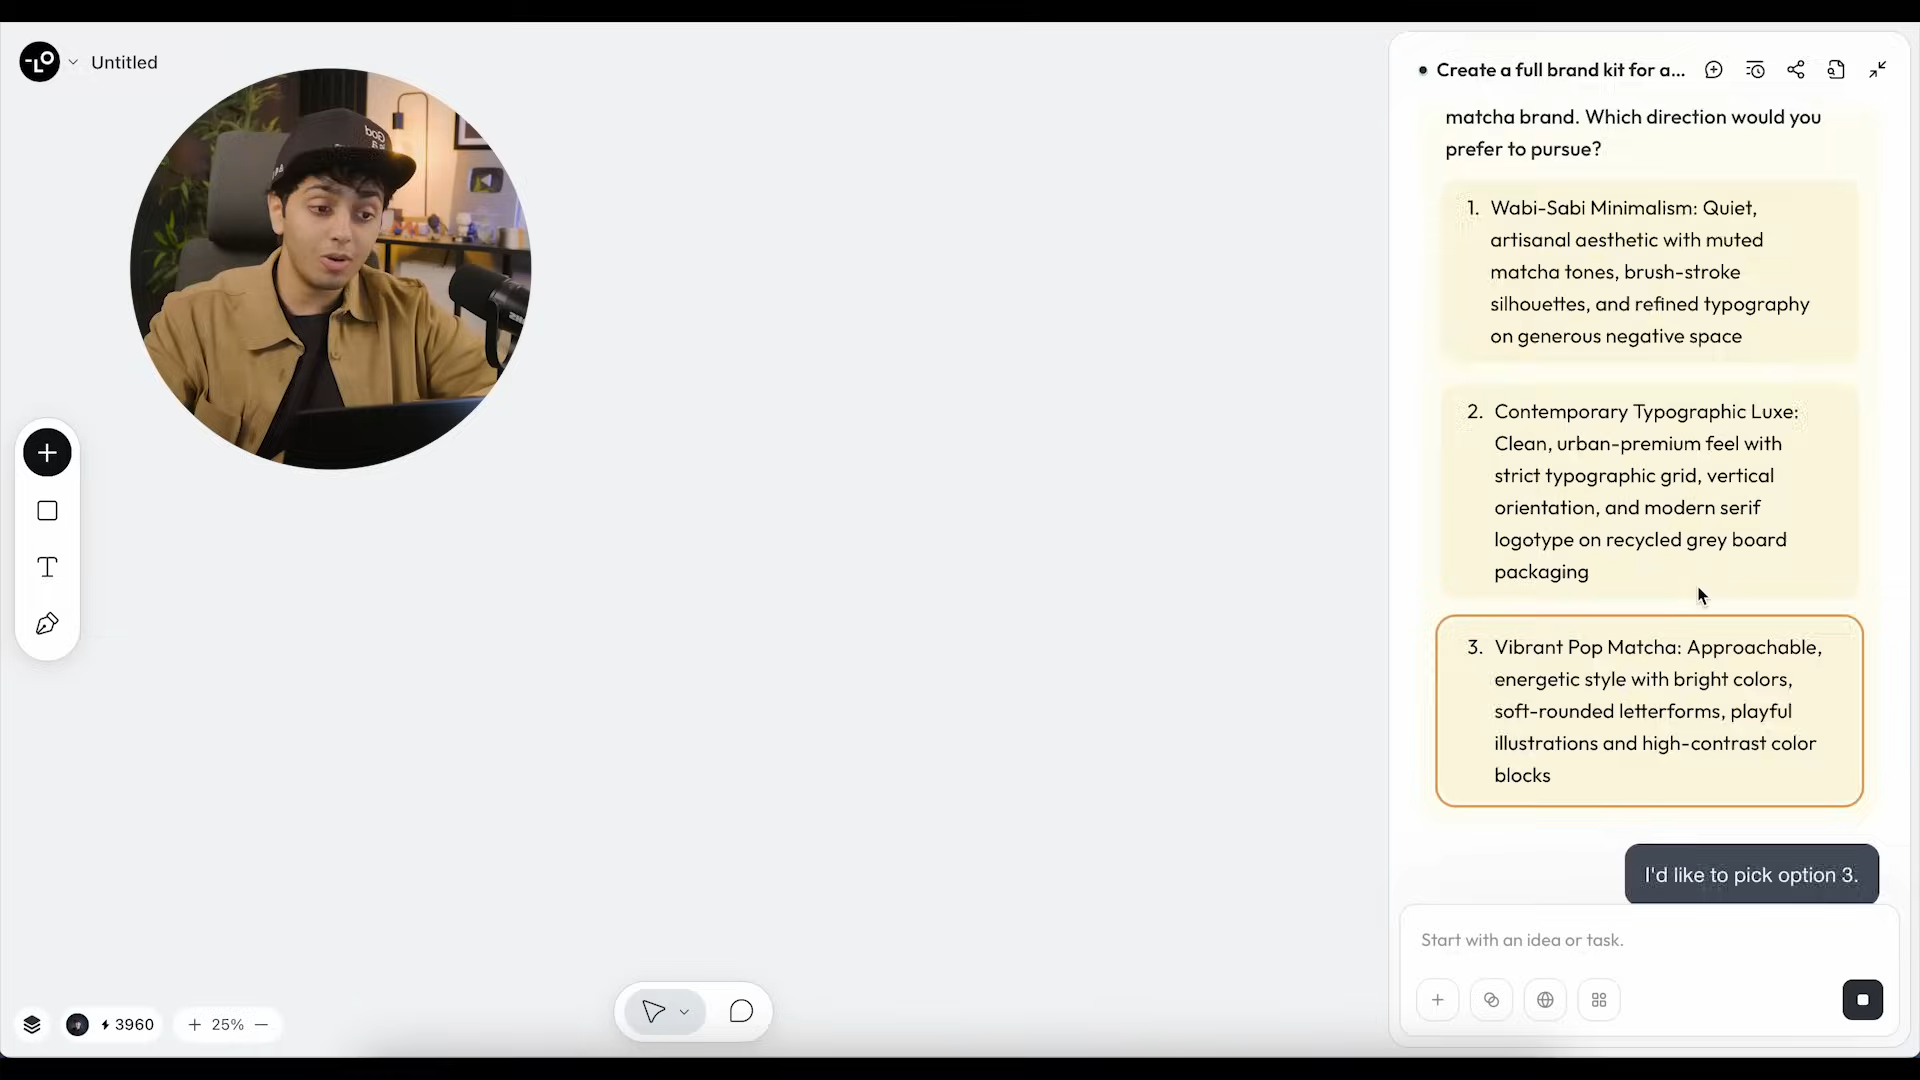 Untitled
Create a full brand kit for a...
matcha brand. Which direction would you
prefer to pursue?
1. Wabi-Sabi Minimalism: Quiet,
artisanal aesthetic with muted
matcha tones, brush-stroke
silhouettes, and refined typography
on generous negative space
2. Contemporary Typographic Luxe:
Clean, urban-premium feel with
strict typographic grid, vertical
orientation, and modern serif
logotype on recycled grey board
packaging
3. Vibrant Pop Matcha: Approachable,
energetic style with bright colors,
soft-rounded letterforms, playful
illustrations and high-contrast color
blocks
I'd like to pick option 3.
Start with an idea or task.
3960
25%